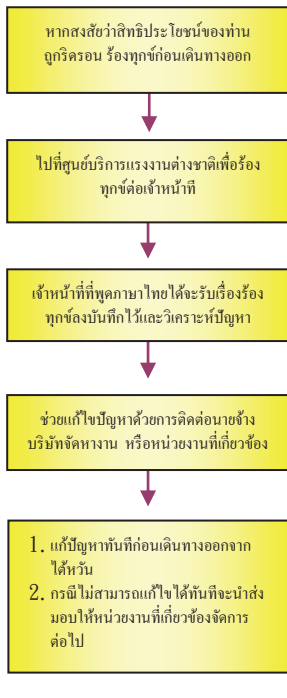 หากสงสัยว่าสิทธิประโยชน์ของท่าน
ถูกริดรอน ร้องทุกข์ก่อนเดินทางออก
ไปที่ศูนย์บริการแรงงานต่างชาติเพื่อร้อง
ทุกข์ต่อเจ้าหน้าที่
เจ้าหน้าที่ที่พูดภาษาไทยได้จะรับเรื่องร้อง
ทุกข์ลงบันทึกไว้และวิเคราะห์ปัญหา
ช่วยแก้ไขปัญหาด้วยการติดต่อนายจ้าง
บริษัทจัดหางาน หรือหน่วยงานที่เกี่ยวข้อง
1. แก้ปัญหาทันทีก่อนเดินทางออกจาก
ไต้หวัน
2. กรณีไม่สามารถแก้ไขได้ทันทีจะนำส่ง
มอบให้หน่วยงานที่เกี่ยวข้องจัดการ
ต่อไป